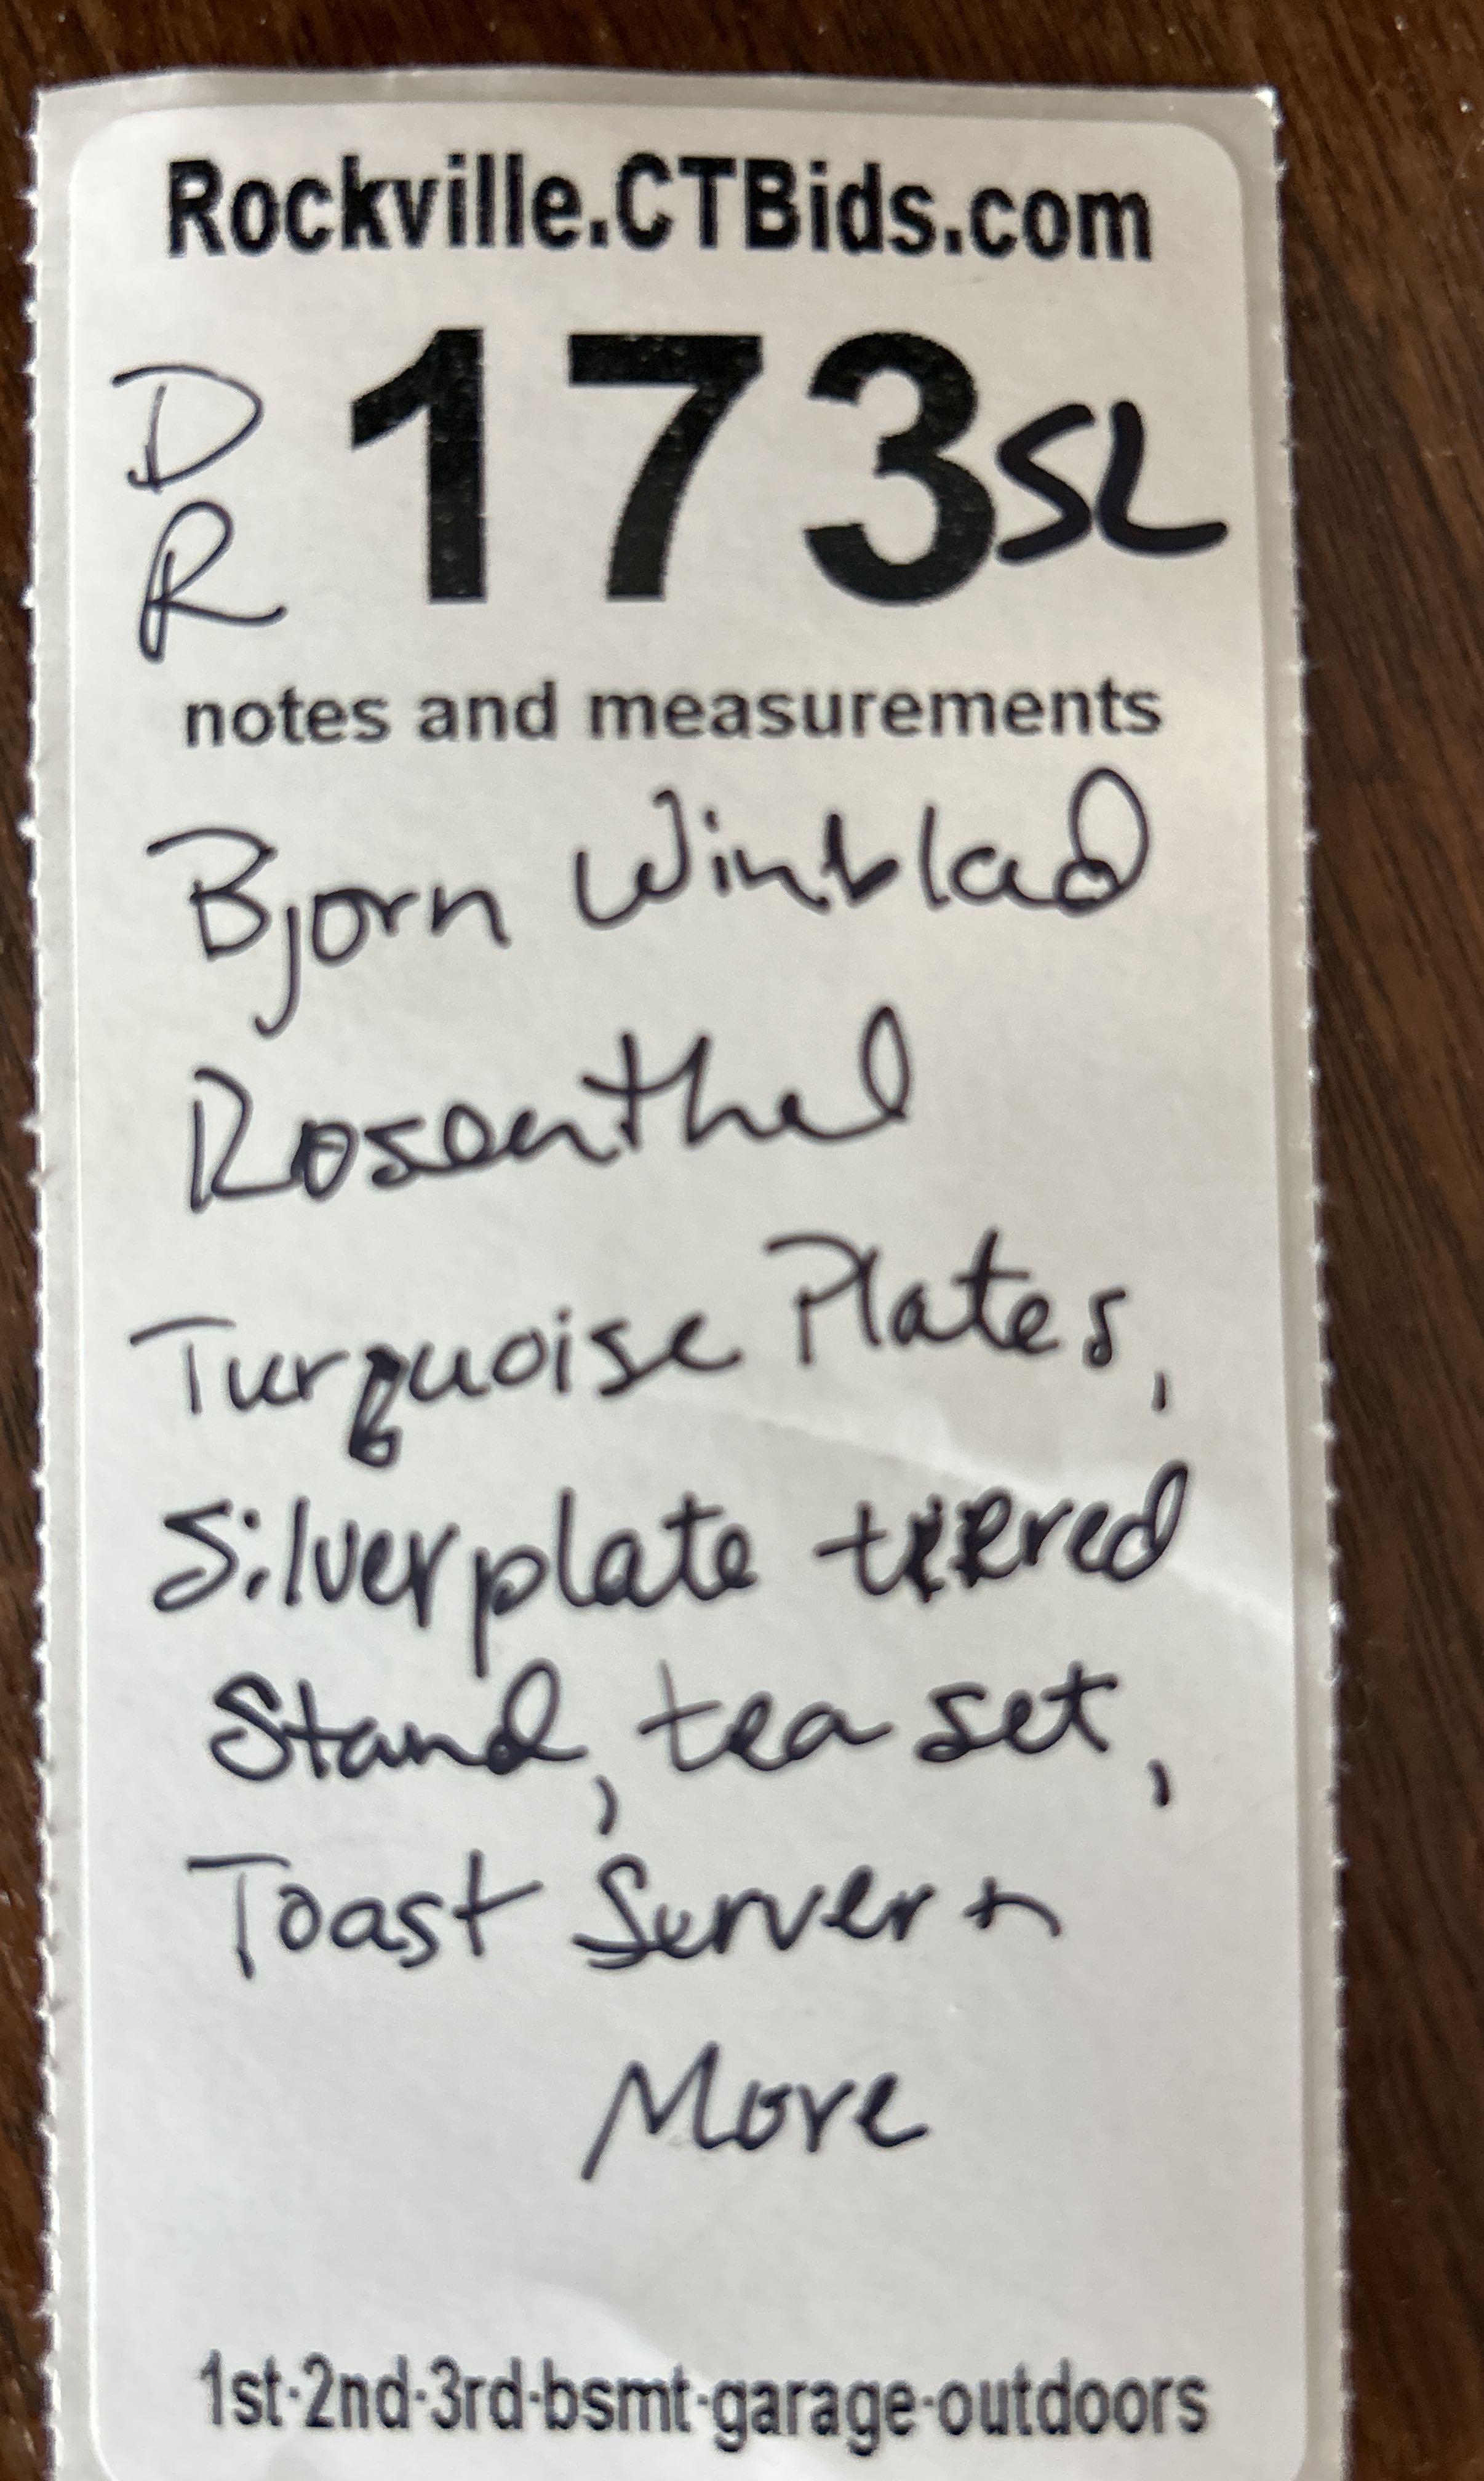 Rockville.CTBids.com
DR 173SL
notes and measurements
Bjorn Winblad
Rosenthal
Turquoise Plates,
Silverplate tiered
Stand, tea set,
Toast Server +
More
1st·2nd·3rd·bsmt·garage·outdoors